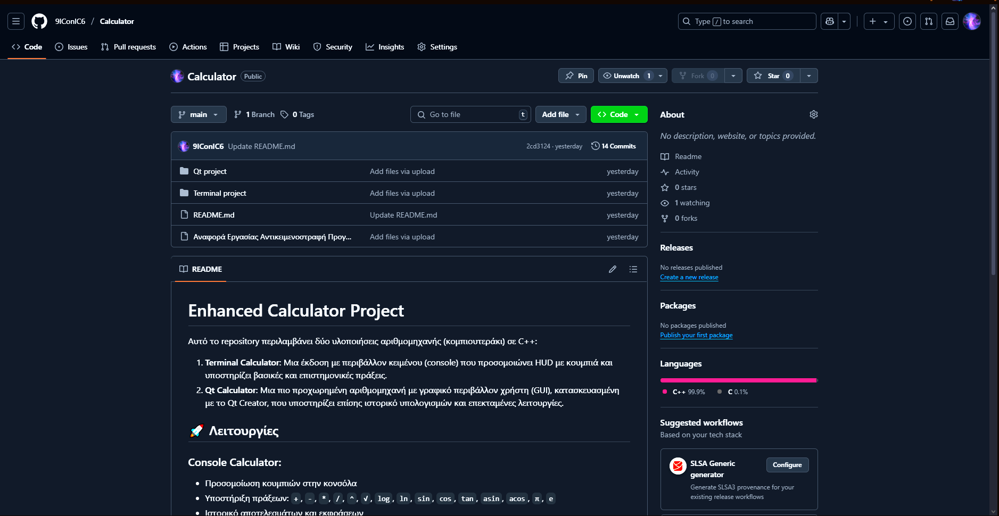 9IConIC6 / Calculator
Type / to search
Code Issues Pull requests Actions Projects Wiki Security Insights Settings
Calculator Public
Pin Unwatch 1 Fork 0 Star 0
main 1 Branch 0 Tags
Go to file t
Add file
<> Code
9IConIC6 Update README.md 2cd3124 · yesterday 14 Commits
Qt project Add files via upload yesterday
Terminal project Add files via upload yesterday
README.md Update README.md yesterday
Αναφορά Εργασίας Αντικειμενοστραφή Προγ... Add files via upload yesterday
README
Enhanced Calculator Project
Αυτό το repository περιλαμβάνει δύο υλοποιήσεις αριθμομηχανής (κομπιουτεράκι) σε C++:
1. Terminal Calculator: Μια έκδοση με περιβάλλον κειμένου (console) που προσομοιώνει HUD με κουμπιά και
υποστηρίζει βασικές και επιστημονικές πράξεις.
2. Qt Calculator: Μια πιο προχωρημένη αριθμομηχανή με γραφικό περιβάλλον χρήστη (GUI), κατασκευασμένη
με το Qt Creator, που υποστηρίζει επίσης ιστορικό υπολογισμών και επεκταμένες λειτουργίες.
🚀 Λειτουργίες
Console Calculator:
• Προσομοίωση κουμπιών στην κονσόλα
• Υποστήριξη πράξεων: +, -, *, /, ^, √, log, ln, sin, cos, tan, asin, acos, π, e
• Ιστορικό αποτελεσμάτων και εκφράσεων
About
No description, website, or topics provided.
Readme
Activity
0 stars
1 watching
0 forks
Releases
No releases published
Create a new release
Packages
No packages published
Publish your first package
Languages
C++ 99.9% C 0.1%
Suggested workflows
Based on your tech stack
SLSA Generic
generator
Configure
Generate SLSA3 provenance for your
existing release workflows